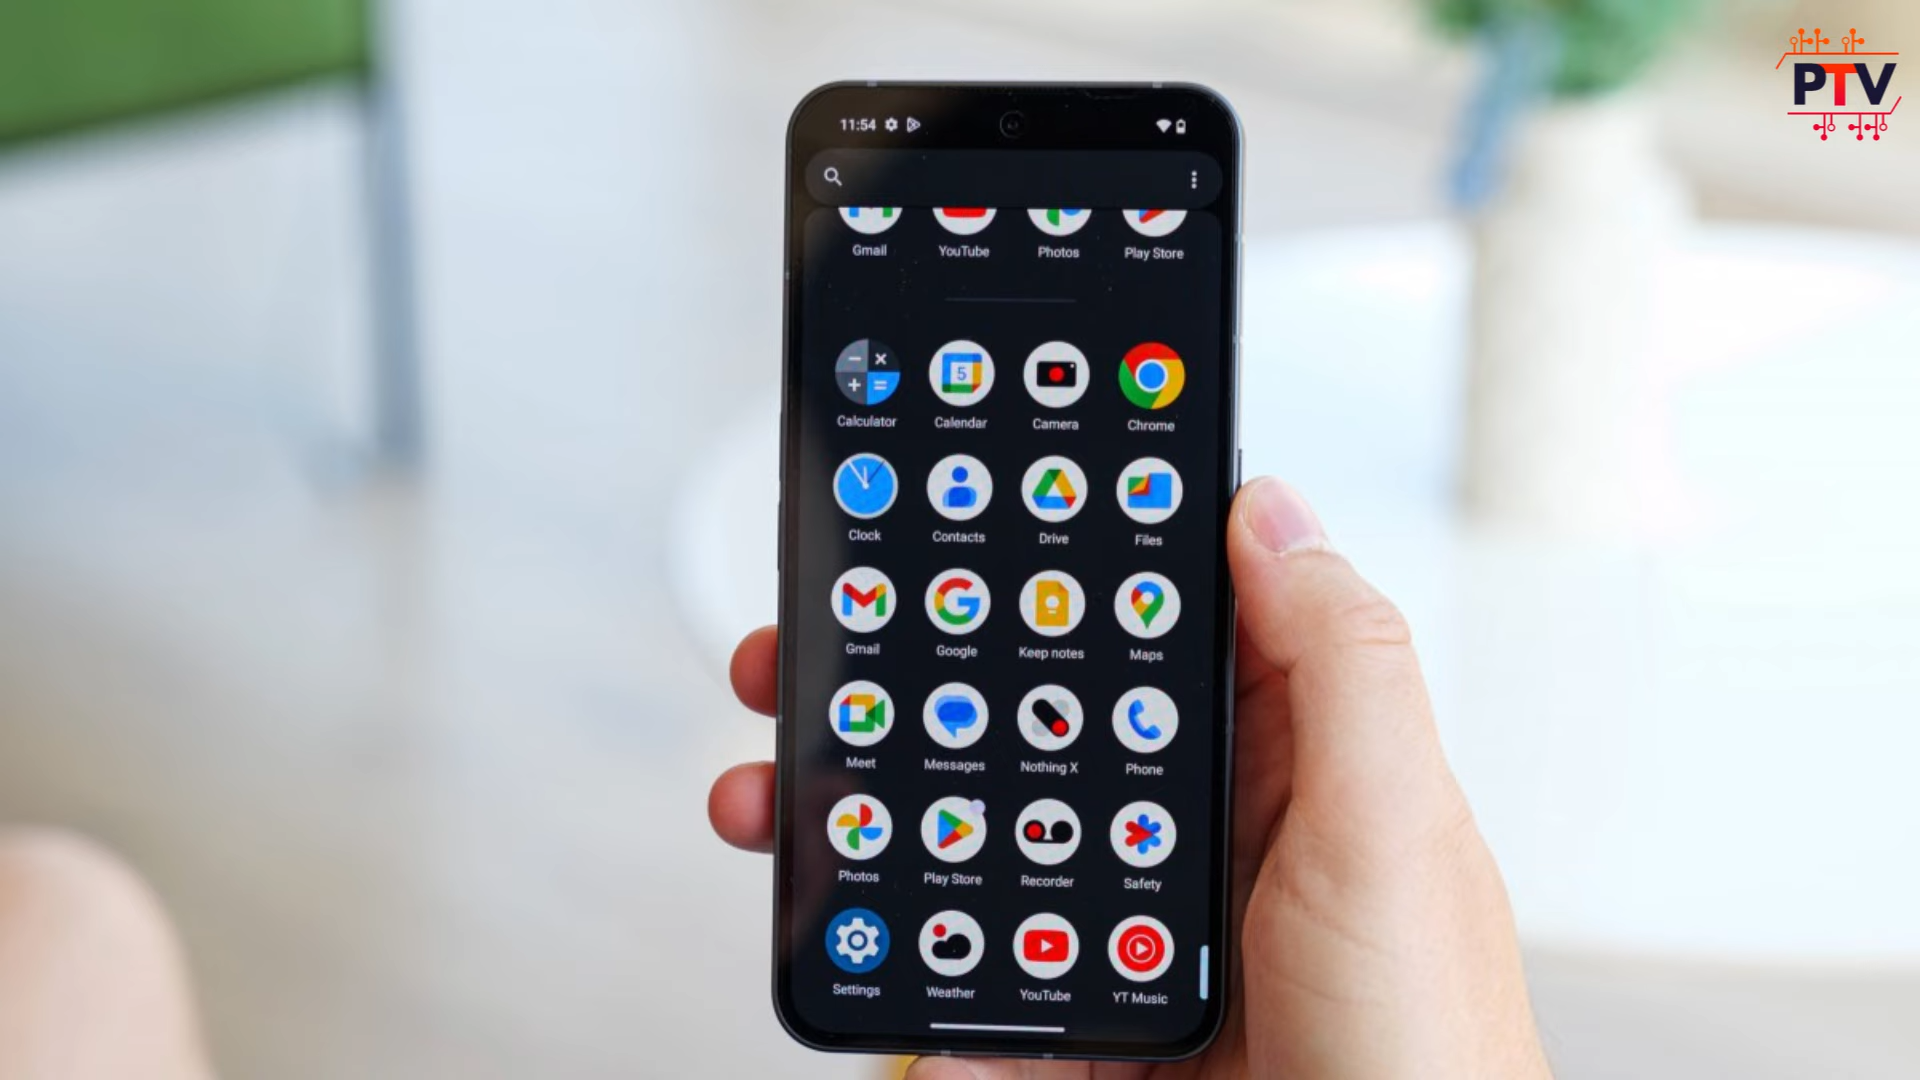 PTV
11:54
Gmail YouTube Photos Play Store
Calculator Calendar Camera Chrome
5
Clock Contacts Drive Files
Gmail Google Keep notes Maps
Meet Messages Nothing X Phone
Photos Play Store Recorder Safety
Settings Weather YouTube YT Music